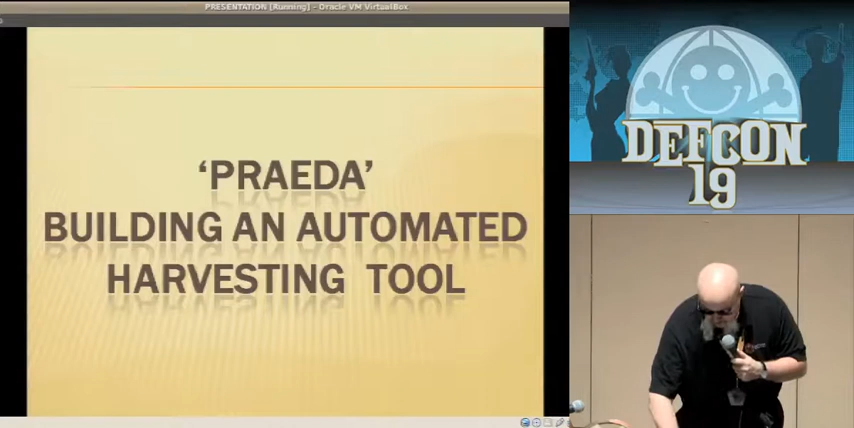 PRESENTATION [Running] - Oracle VM VirtualBox
‘PRAEDA’
BUILDING AN AUTOMATED
HARVESTING TOOL
DEFCON
19